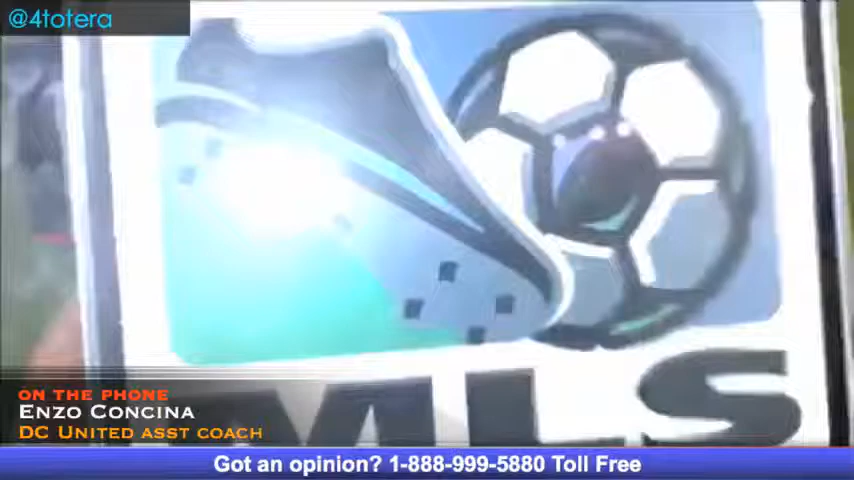 @4totera
MLS
ON THE PHONE
ENZO CONCINA
DC UNITED ASST COACH
Got an opinion? 1-888-999-5880 Toll Free